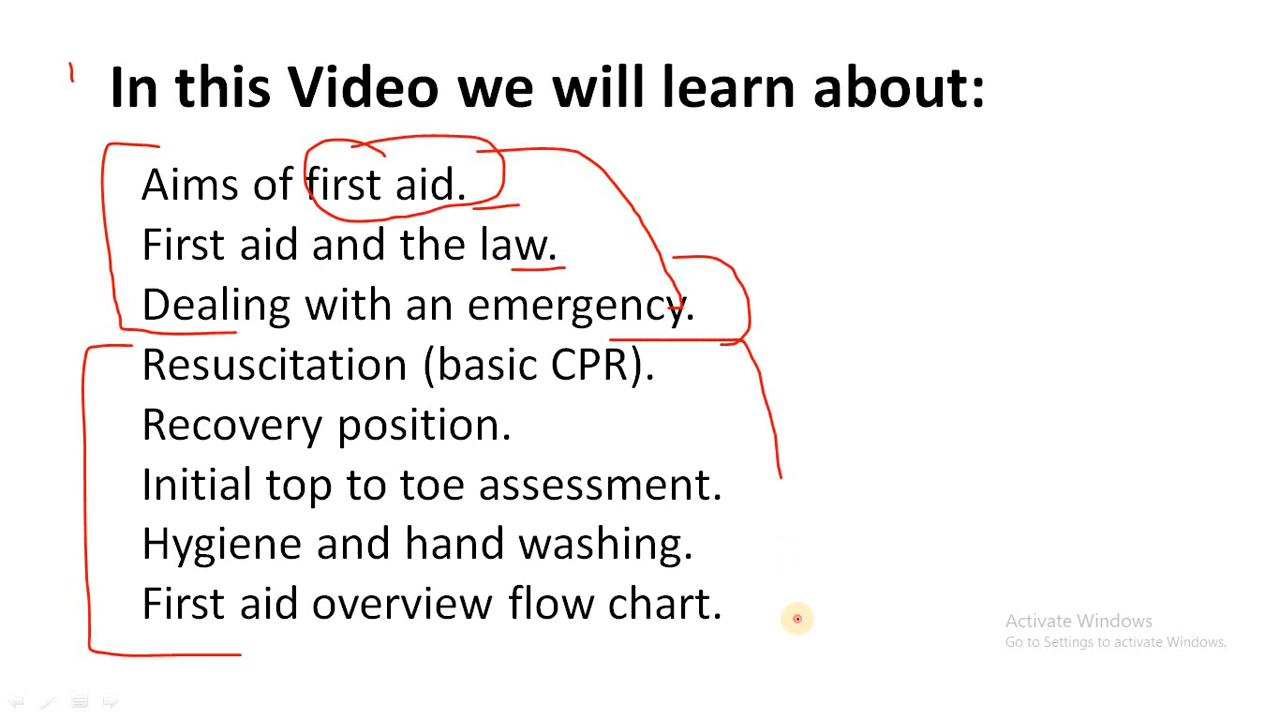 In this Video we will learn about:
Aims of first aid.
First aid and the law.
Dealing with an emergency.
Resuscitation (basic CPR).
Recovery position.
Initial top to toe assessment.
Hygiene and hand washing.
First aid overview flow chart.
Activate Windows
Go to Settings to activate Windows.